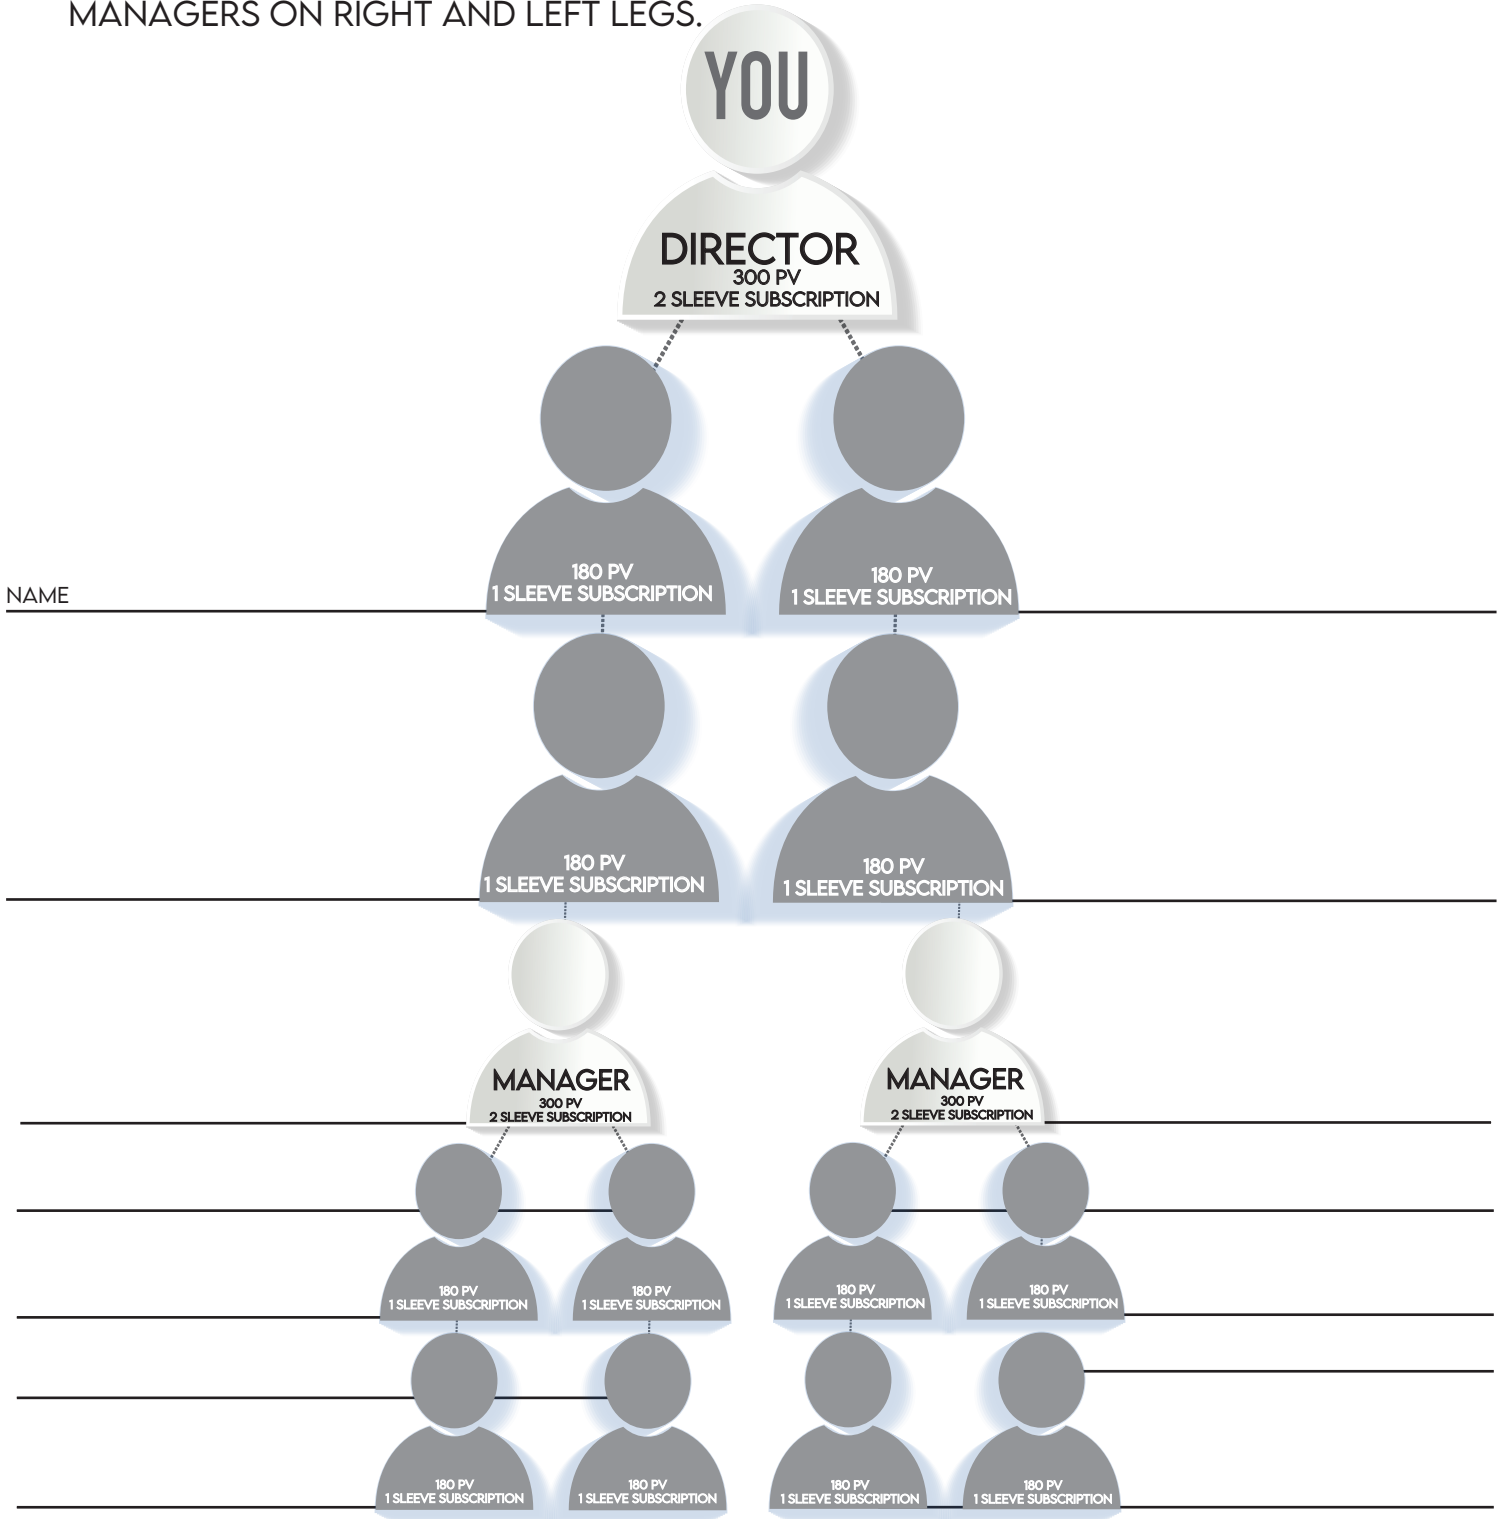 MANAGERS ON RIGHT AND LEFT LEGS.
YOU
DIRECTOR
300 PV
2 SLEEVE SUBSCRIPTION
180 PV
1 SLEEVE SUBSCRIPTION
180 PV
1 SLEEVE SUBSCRIPTION
NAME
180 PV
1 SLEEVE SUBSCRIPTION
180 PV
1 SLEEVE SUBSCRIPTION
MANAGER
300 PV
2 SLEEVE SUBSCRIPTION
MANAGER
300 PV
2 SLEEVE SUBSCRIPTION
180 PV
1 SLEEVE SUBSCRIPTION
180 PV
1 SLEEVE SUBSCRIPTION
180 PV
1 SLEEVE SUBSCRIPTION
180 PV
1 SLEEVE SUBSCRIPTION
180 PV
1 SLEEVE SUBSCRIPTION
180 PV
1 SLEEVE SUBSCRIPTION
180 PV
1 SLEEVE SUBSCRIPTION
180 PV
1 SLEEVE SUBSCRIPTION